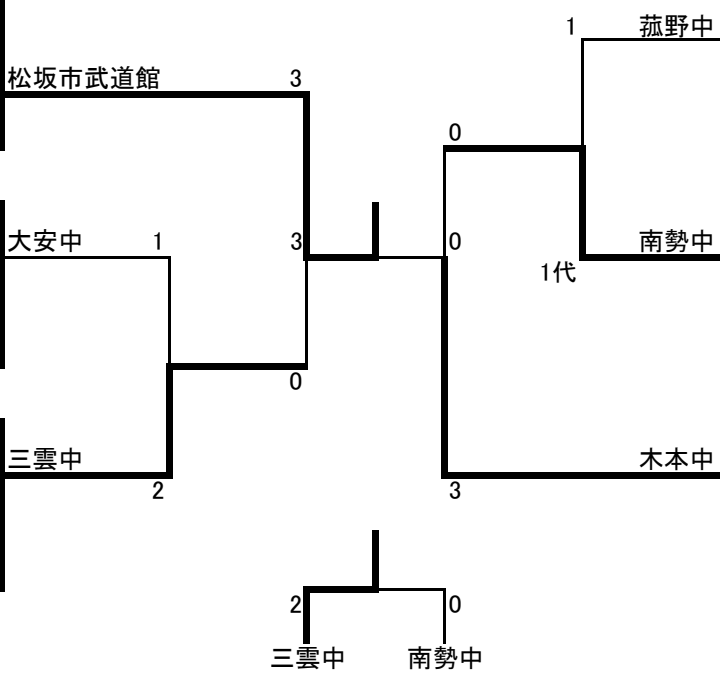 1 菰野中
松坂市武道館 3
0
大安中 1 3 0 南勢中
1代
0
三雲中 木本中
2 3
2 0
三雲中 南勢中